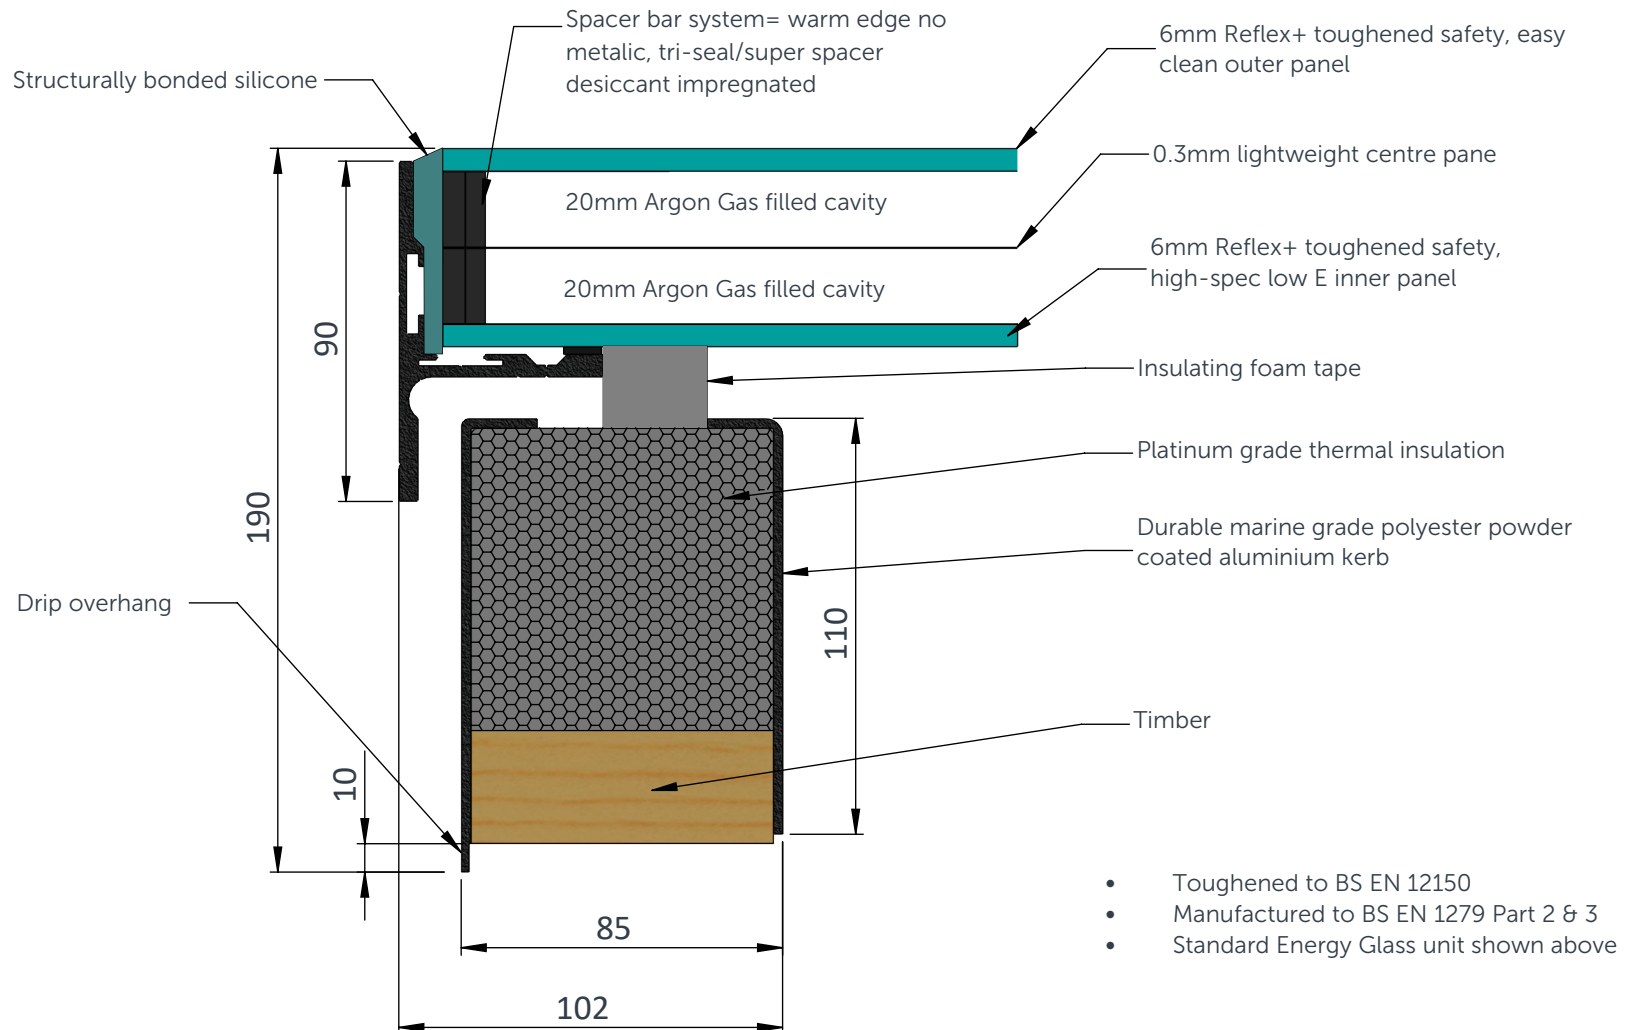 Spacer bar system= warm edge no
metalic, tri-seal/super spacer
desiccant impregnated
6mm Reflex+ toughened safety, easy
clean outer panel
Structurally bonded silicone
0.3mm lightweight centre pane
20mm Argon Gas filled cavity
6mm Reflex+ toughened safety,
high-spec low E inner panel
20mm Argon Gas filled cavity
90
Insulating foam tape
Platinum grade thermal insulation
190
Durable marine grade polyester powder
coated aluminium kerb
Drip overhang
110
Timber
10
85
102
• Toughened to BS EN 12150
• Manufactured to BS EN 1279 Part 2 & 3
• Standard Energy Glass unit shown above